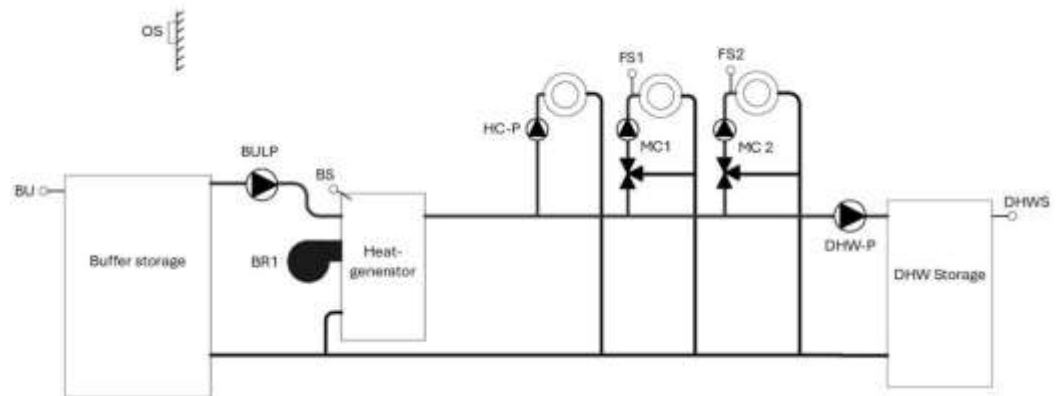 OS
FS1
FS2
HC-P
MC1
MC 2
BULP
BS
BU
DHWS
BR1
Heat-
generator
Buffer storage
DHW-P
DHW Storage